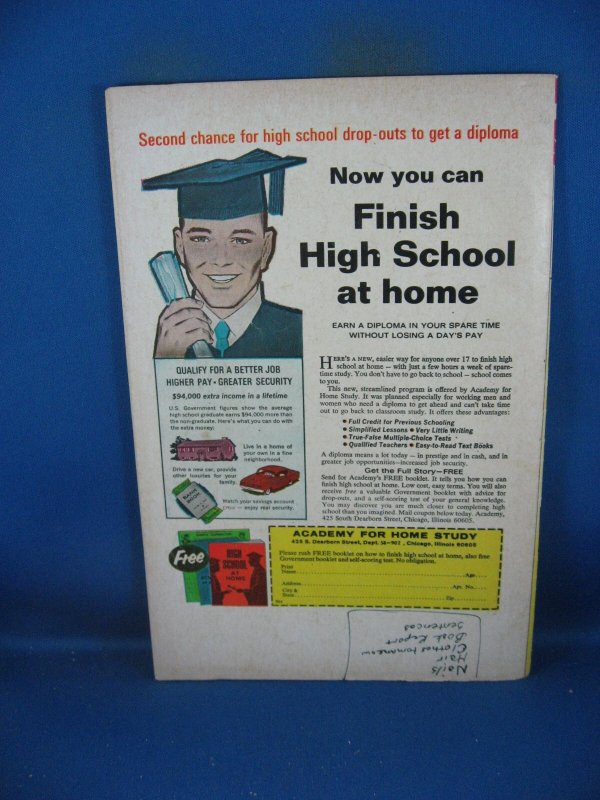 Second chance for high school drop-outs to get a diploma
Now you can
Finish
High School
at home
EARN A DIPLOMA IN YOUR SPARE TIME
WITHOUT LOSING A DAY'S PAY
HERE'S A NEW, easier way for anyone over 17 to finish high
school at home – with just a few hours a week of spare-
time study. You don't have to go back to school – school comes
to you.
This new, streamlined program is offered by Academy for
Home Study. It was planned especially for working men and
women who need a diploma to get ahead and can't take time
out to go back to classroom study. It offers these advantages:
• Full Credit for Previous Schooling
• Simplified Lessons • Very Little Writing
• True-False Multiple-Choice Tests
• Qualified Teachers • Easy-to-Read Text Books
A diploma means a lot today – in prestige and in cash, and in
greater job opportunities–increased job security.
Get the Full Story–FREE
Send for Academy's FREE booklet. It tells you how you can
finish high school at home. Low cost, easy terms. You will also
receive free a valuable Government booklet with advice for
drop-outs, and a self-scoring test of your general knowledge.
You may discover you are much closer to completing high
school than you imagined. Mail coupon below today. Academy,
425 South Dearborn Street, Chicago, Illinois 60605.
QUALIFY FOR A BETTER JOB
HIGHER PAY • GREATER SECURITY
$94,000 extra income in a lifetime
U.S. Government figures show the average
high school graduate earns $94,000 more than
the non-graduate. Here's what you can do with
the extra money.
Live in a home of
your own in a fine
neighborhood.
Drive a new car, provide
other luxuries for your
family.
BANK
BOOK
Watch your savings account
grow – enjoy real security.
Free
HIGH
SCHOOL
AT
HOME
ACADEMY FOR HOME STUDY
425 S. Dearborn Street, Dept. , Chicago, Illinois 60605
Please rush FREE booklet on how to finish high school at home, also free
Government booklet and self-scoring test. No obligation.
Print
Name Age
Address Apt. No.
City &
State Zip
Nails
Hair
Clothes tomorrow
Book Report
Sentences